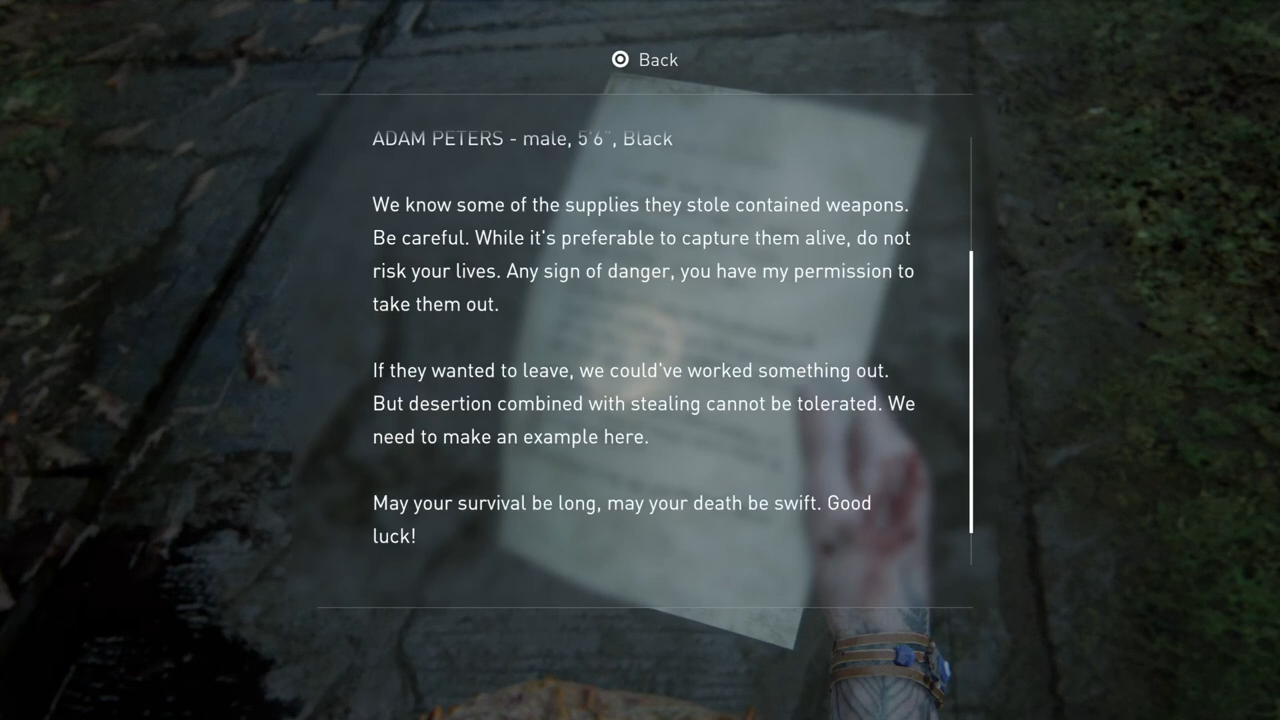 Back
ADAM PETERS - male, 5'6", Black
We know some of the supplies they stole contained weapons.
Be careful. While it's preferable to capture them alive, do not
risk your lives. Any sign of danger, you have my permission to
take them out.
If they wanted to leave, we could've worked something out.
But desertion combined with stealing cannot be tolerated. We
need to make an example here.
May your survival be long, may your death be swift. Good
luck!